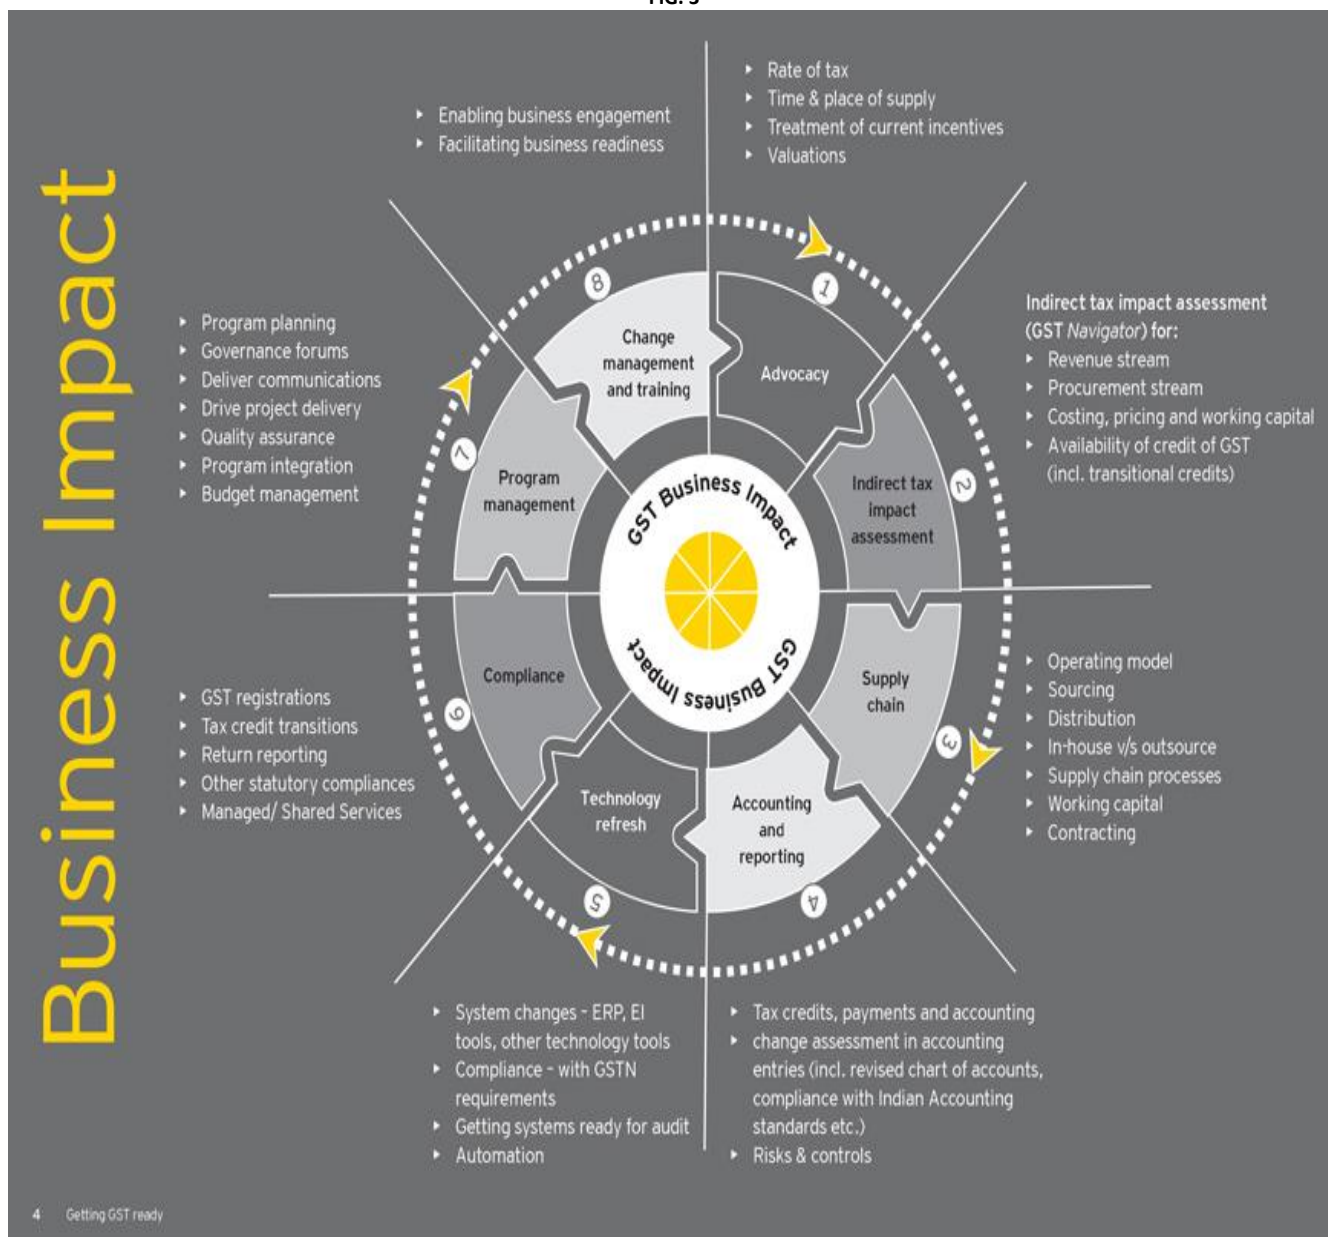 FIG. 3
Business Impact
Enabling business engagement
Facilitating business readiness
Rate of tax
Time & place of supply
Treatment of current incentives
Valuations
Indirect tax impact assessment
(GST Navigator) for:
Revenue stream
Procurement stream
Costing, pricing and working capital
Availability of credit of GST
(incl. transitional credits)
Program planning
Governance forums
Deliver communications
Drive project delivery
Quality assurance
Program integration
Budget management
8
Change
management
and training
1
Advocacy
2
Indirect tax
impact
assessment
7
Program
management
GST Business Impact
GST Business Impact
6
Compliance
3
Supply
chain
5
Technology
refresh
4
Accounting
and
reporting
Operating model
Sourcing
Distribution
In-house v/s outsource
Supply chain processes
Working capital
Contracting
GST registrations
Tax credit transitions
Return reporting
Other statutory compliances
Managed/ Shared Services
System changes - ERP, EI
tools, other technology tools
Compliance - with GSTN
requirements
Getting systems ready for audit
Automation
Tax credits, payments and accounting
change assessment in accounting
entries (incl. revised chart of accounts,
compliance with Indian Accounting
standards etc.)
Risks & controls
4 Getting GST ready